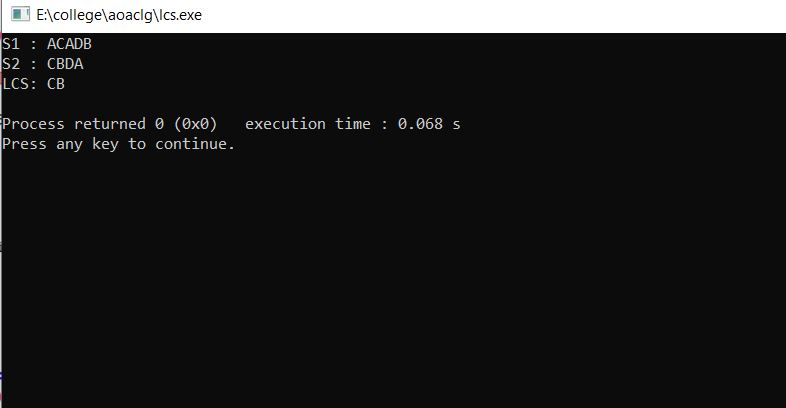 E:\college\aoaclg\lcs.exe
S1 : ACADB
S2 : CBDA
LCS: CB
Process returned 0 (0x0)   execution time : 0.068 s
Press any key to continue.